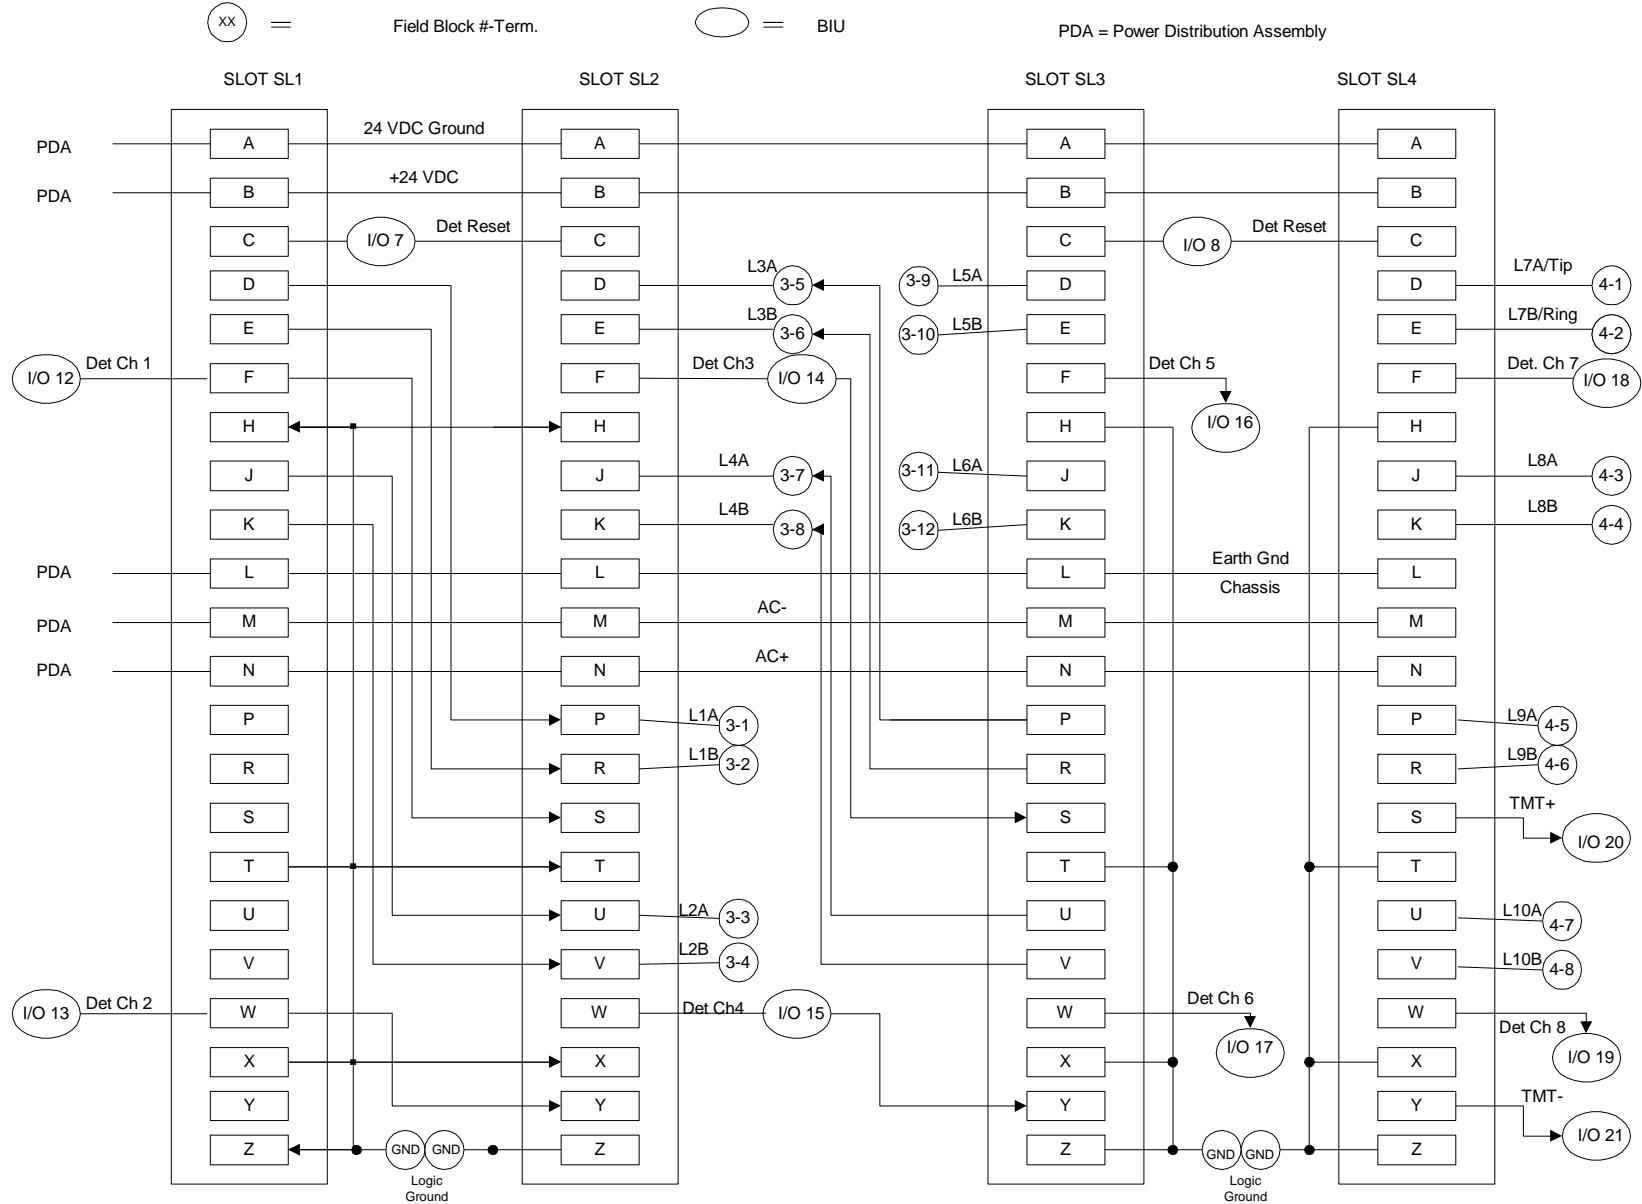 XX = Field Block #-Term. = BIU PDA = Power Distribution Assembly
SLOT SL1 SLOT SL2 SLOT SL3 SLOT SL4
PDA A 24 VDC Ground A A A
PDA B +24 VDC B B B
C I/O 7 Det Reset C C I/O 8 Det Reset C
D D L3A 3-5 3-9 L5A D D L7A/Tip 4-1
E E L3B 3-6 3-10 L5B E E L7B/Ring 4-2
I/O 12 Det Ch 1 F F Det Ch3 I/O 14 F Det Ch 5 I/O 16 F Det. Ch 7 I/O 18
H H H H
J J L4A 3-7 3-11 L6A J J L8A 4-3
K K L4B 3-8 3-12 L6B K K L8B 4-4
PDA L L L Earth Gnd L
Chassis
PDA M M AC- M M
PDA N N AC+ N N
P P L1A 3-1 P P L9A 4-5
R R L1B 3-2 R R L9B 4-6
S S S S TMT+ I/O 20
T T T T
U U L2A 3-3 U U L10A 4-7
V V L2B 3-4 V V L10B 4-8
I/O 13 Det Ch 2 W W Det Ch4 I/O 15 W Det Ch 6 I/O 17 W Det Ch 8 I/O 19
X X X X
Y Y Y Y TMT- I/O 21
Z GND GND Z Z GND GND Z
Logic Logic
Ground Ground